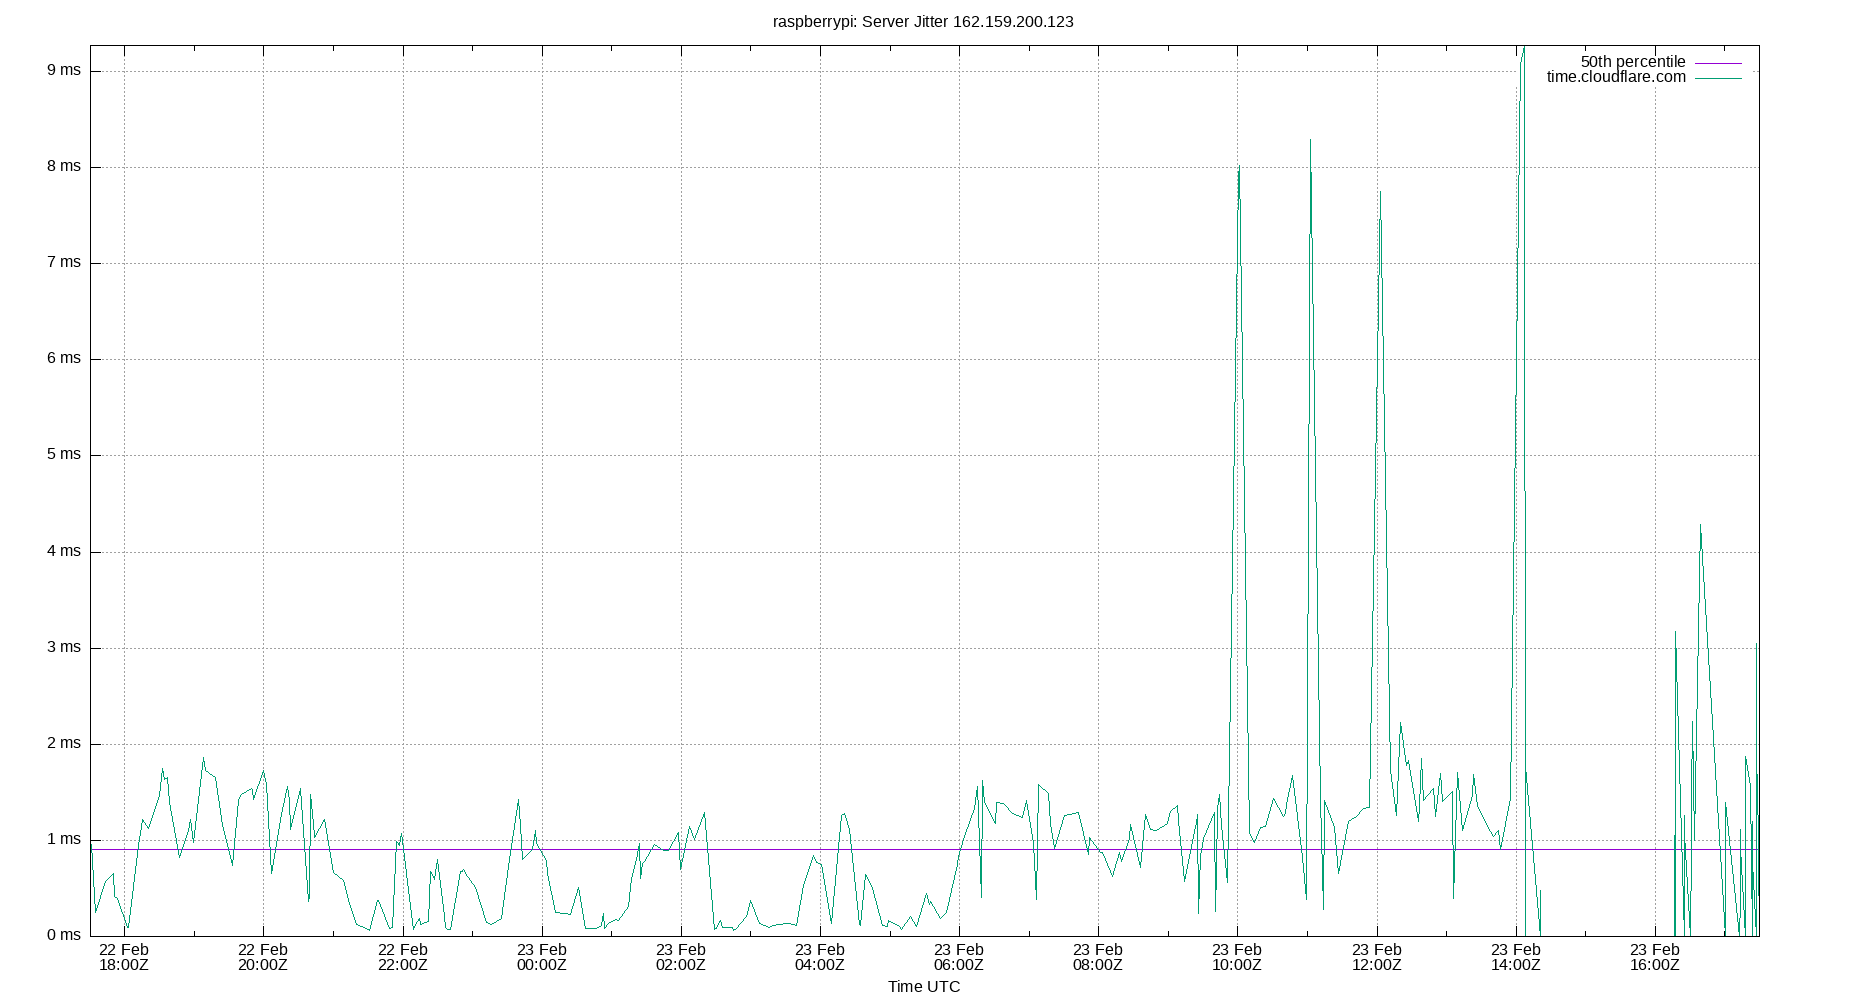 raspberrypi: Server Jitter 162.159.200.123
9 ms
8 ms
7 ms
6 ms
5 ms
4 ms
3 ms
2 ms
1 ms
0 ms
50th percentile
time.cloudflare.com
22 Feb
18:00Z
22 Feb
20:00Z
22 Feb
22:00Z
23 Feb
00:00Z
23 Feb
02:00Z
23 Feb
04:00Z
23 Feb
06:00Z
23 Feb
08:00Z
23 Feb
10:00Z
23 Feb
12:00Z
23 Feb
14:00Z
23 Feb
16:00Z
Time UTC